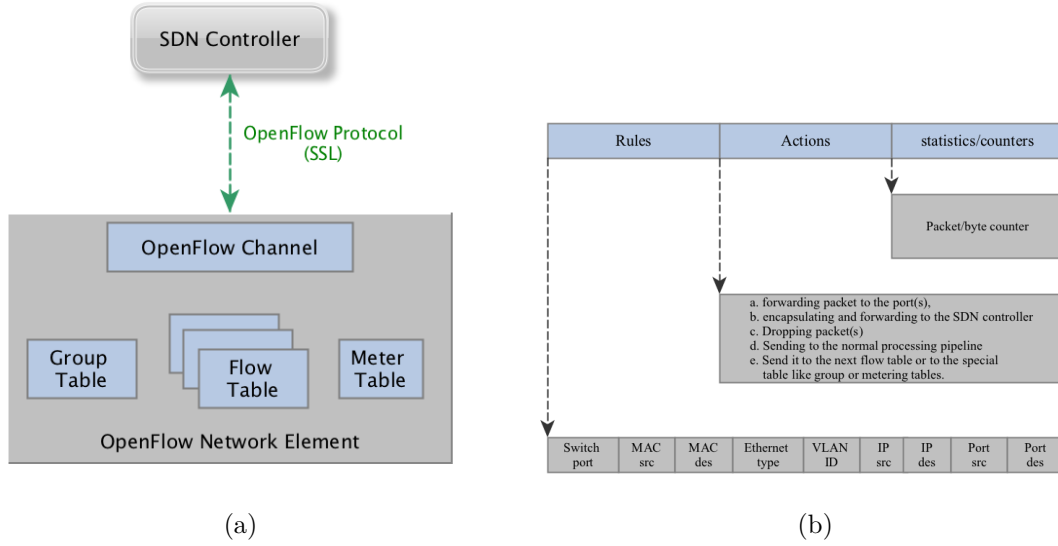 SDN Controller
OpenFlow Protocol
(SSL)
OpenFlow Channel
Group
Table
Flow
Table
Meter
Table
OpenFlow Network Element
(a)
Rules Actions statistics/counters
Packet/byte counter
a. forwarding packet to the port(s),
b. encapsulating and forwarding to the SDN controller
c. Dropping packet(s)
d. Sending to the normal processing pipeline
e. Send it to the next flow table or to the special
table like group or metering tables.
Switch MAC MAC Ethernet VLAN IP IP Port Port
port src des type ID src des src des
(b)